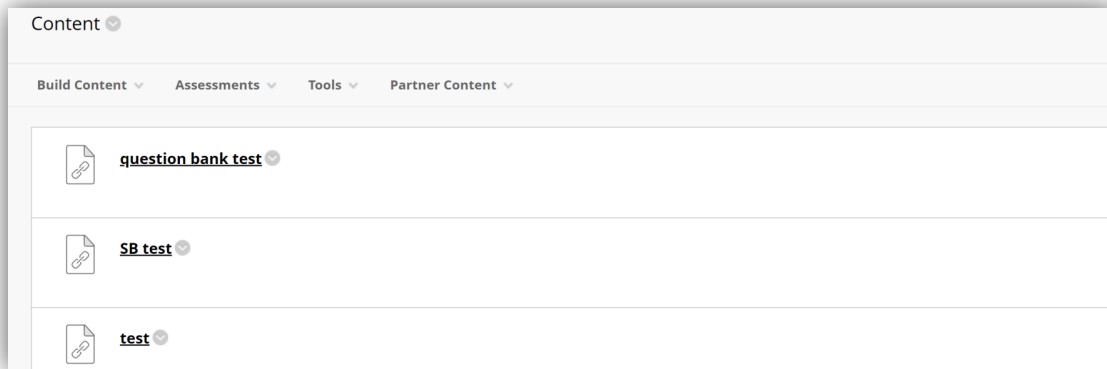 Content
Build Content Assessments Tools Partner Content
question bank test
SB test
test